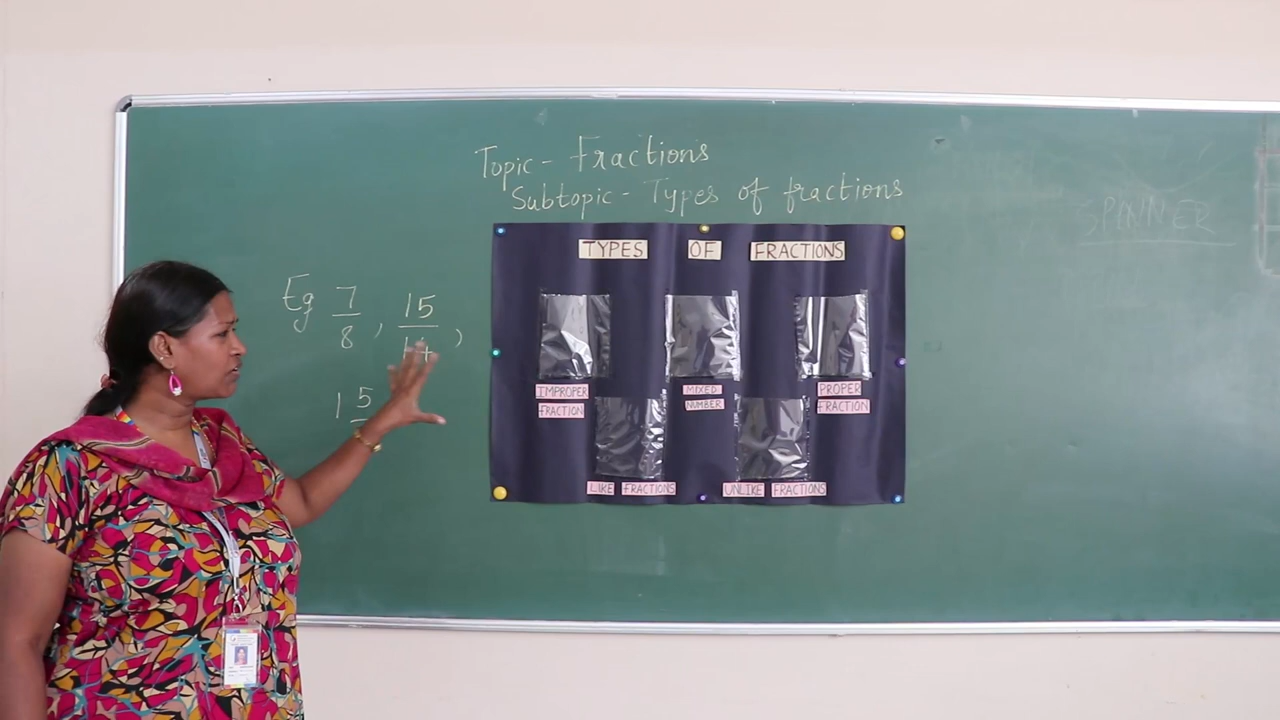 Topic - Fractions
Subtopic - Types of fractions
SPINNER
TYPES OF FRACTIONS
Eg 7/8, 15/14,
1 5
IMPROPER
FRACTION
MIXED
NUMBER
PROPER
FRACTION
LIKE FRACTIONS
UNLIKE FRACTIONS